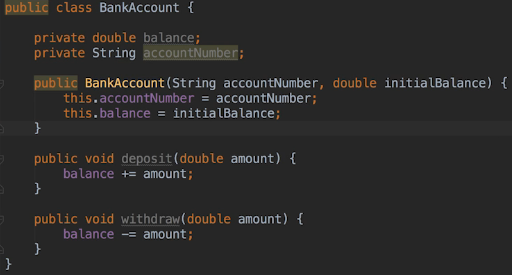 public class BankAccount {
private double balance;
private String accountNumber;
public BankAccount(String accountNumber, double initialBalance) {
this.accountNumber = accountNumber;
this.balance = initialBalance;
}
public void deposit(double amount) {
balance += amount;
}
public void withdraw(double amount) {
balance -= amount;
}
}